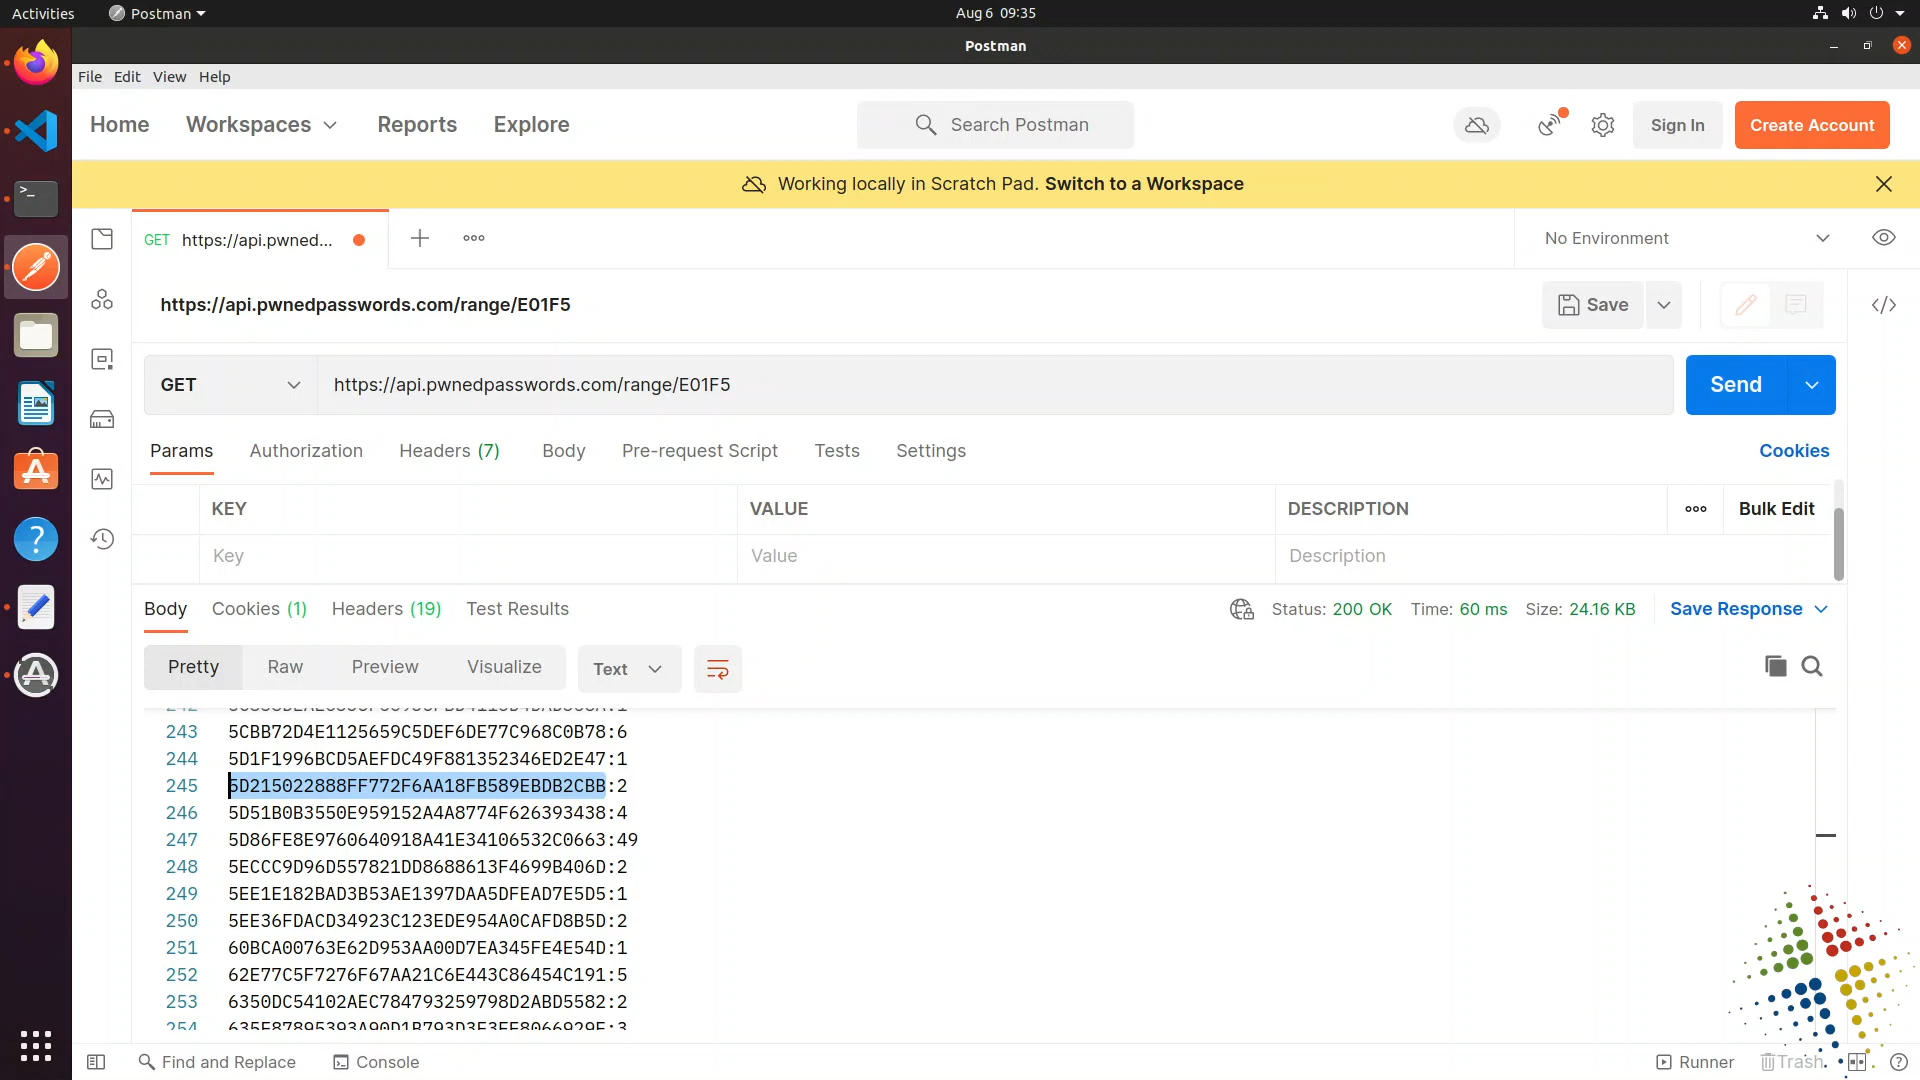 Activities
Postman
Aug 6 09:35
Postman
File Edit View Help
Home Workspaces Reports Explore
Search Postman
Sign In
Create Account
Working locally in Scratch Pad. Switch to a Workspace
GET https://api.pwned...
No Environment
https://api.pwnedpasswords.com/range/E01F5
Save
GET https://api.pwnedpasswords.com/range/E01F5
Send
Params Authorization Headers (7) Body Pre-request Script Tests Settings
Cookies
KEY VALUE DESCRIPTION
Bulk Edit
Key Value Description
Body Cookies (1) Headers (19) Test Results
Status: 200 OK Time: 60 ms Size: 24.16 KB
Save Response
Pretty Raw Preview Visualize
Text
242
243 5CBB72D4E1125659C5DEF6DE77C968C0B78:6
244 5D1F1996BCD5AEFDC49F881352346ED2E47:1
245 5D215022888FF772F6AA18FB589EBDB2CBB:2
246 5D51B0B3550E959152A4A8774F626393438:4
247 5D86FE8E9760640918A41E34106532C0663:49
248 5ECCC9D96D557821DD8688613F4699B406D:2
249 5EE1E182BAD3B53AE1397DAA5DFEAD7E5D5:1
250 5EE36FDACD34923C123EDE954A0CAFD8B5D:2
251 60BCA00763E62D953AA00D7EA345FE4E54D:1
252 62E77C5F7276F67AA21C6E443C86454C191:5
253 6350DC54102AEC784793259798D2ABD5582:2
254
Find and Replace
Console
Runner
Trash